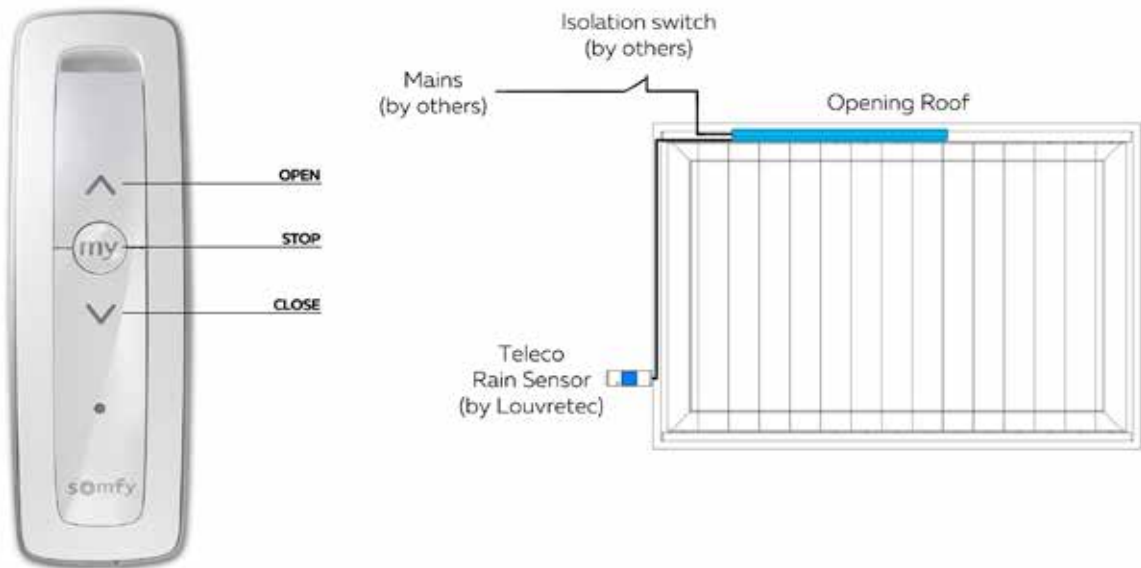 OPEN
my
STOP
CLOSE
somfy
Isolation switch
(by others)
Mains
(by others)
Opening Roof
Teleco
Rain Sensor
(by Louvretec)